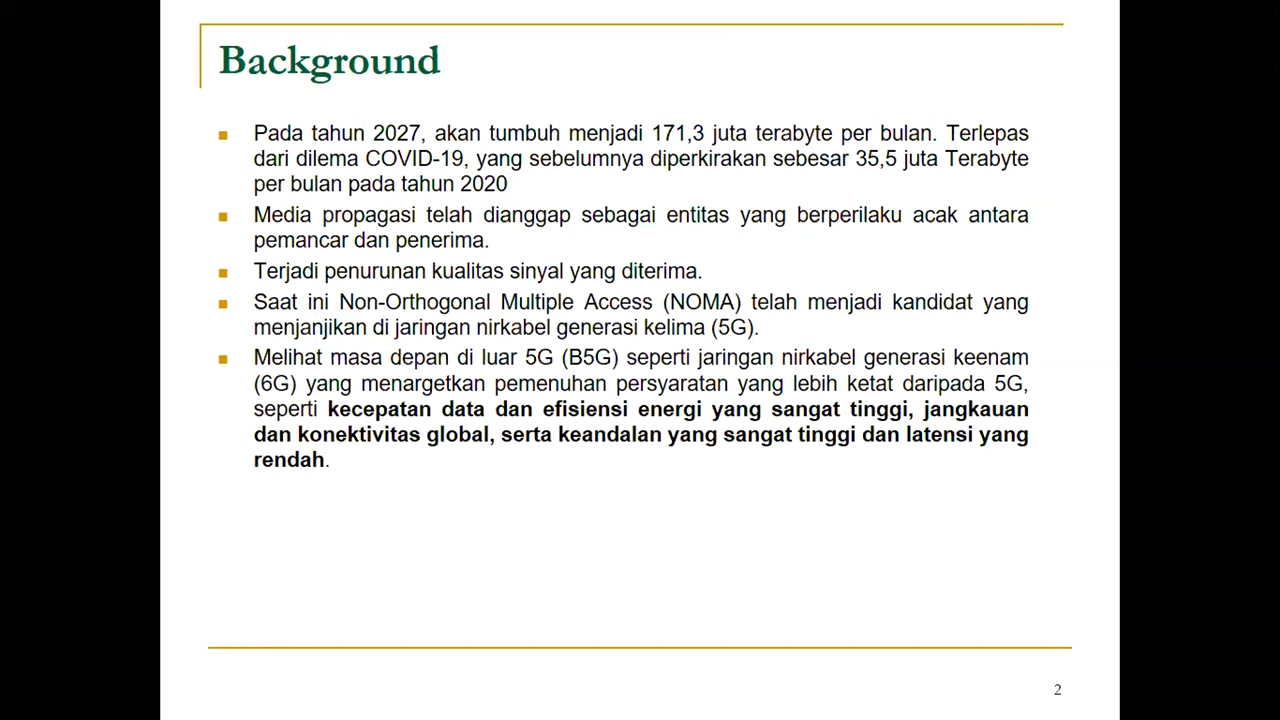 Background
Pada tahun 2027, akan tumbuh menjadi 171,3 juta terabyte per bulan. Terlepas
dari dilema COVID-19, yang sebelumnya diperkirakan sebesar 35,5 juta Terabyte
per bulan pada tahun 2020
Media propagasi telah dianggap sebagai entitas yang berperilaku acak antara
pemancar dan penerima.
Terjadi penurunan kualitas sinyal yang diterima.
Saat ini Non-Orthogonal Multiple Access (NOMA) telah menjadi kandidat yang
menjanjikan di jaringan nirkabel generasi kelima (5G).
Melihat masa depan di luar 5G (B5G) seperti jaringan nirkabel generasi keenam
(6G) yang menargetkan pemenuhan persyaratan yang lebih ketat daripada 5G,
seperti kecepatan data dan efisiensi energi yang sangat tinggi, jangkauan
dan konektivitas global, serta keandalan yang sangat tinggi dan latensi yang
rendah.
2